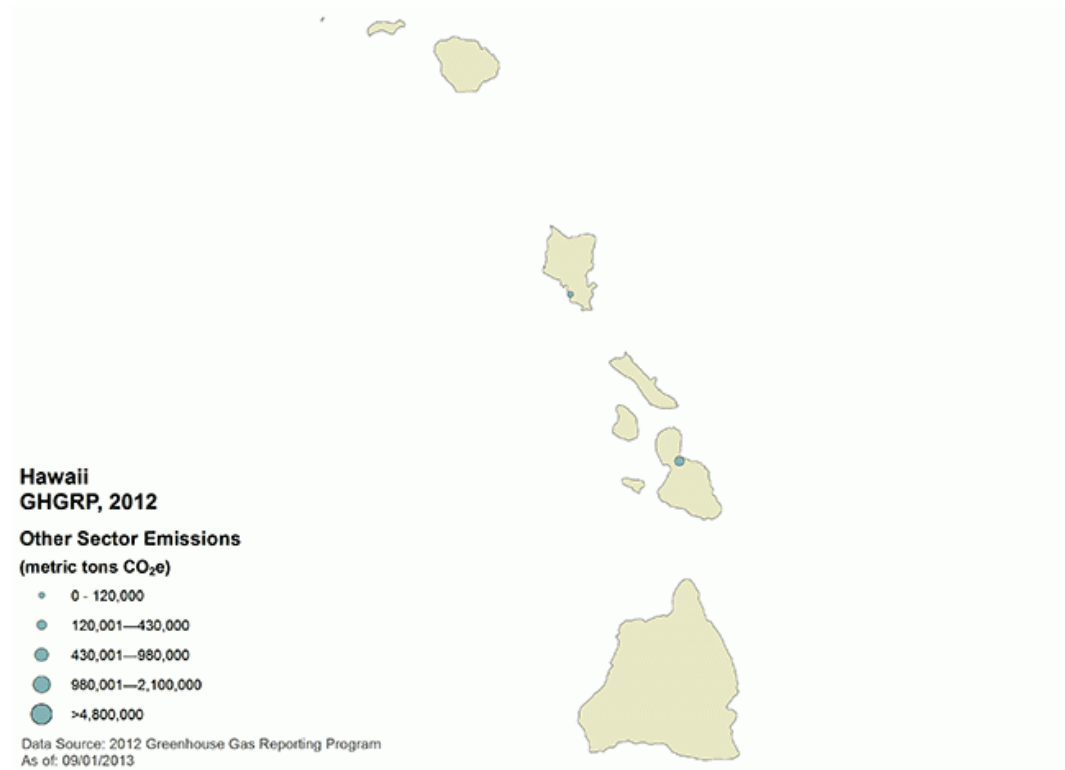 Hawaii
GHGRP, 2012
Other Sector Emissions
(metric tons CO₂e)
0 - 120,000
120,001—430,000
430,001—980,000
980,001—2,100,000
>4,800,000
Data Source: 2012 Greenhouse Gas Reporting Program
As of: 09/01/2013